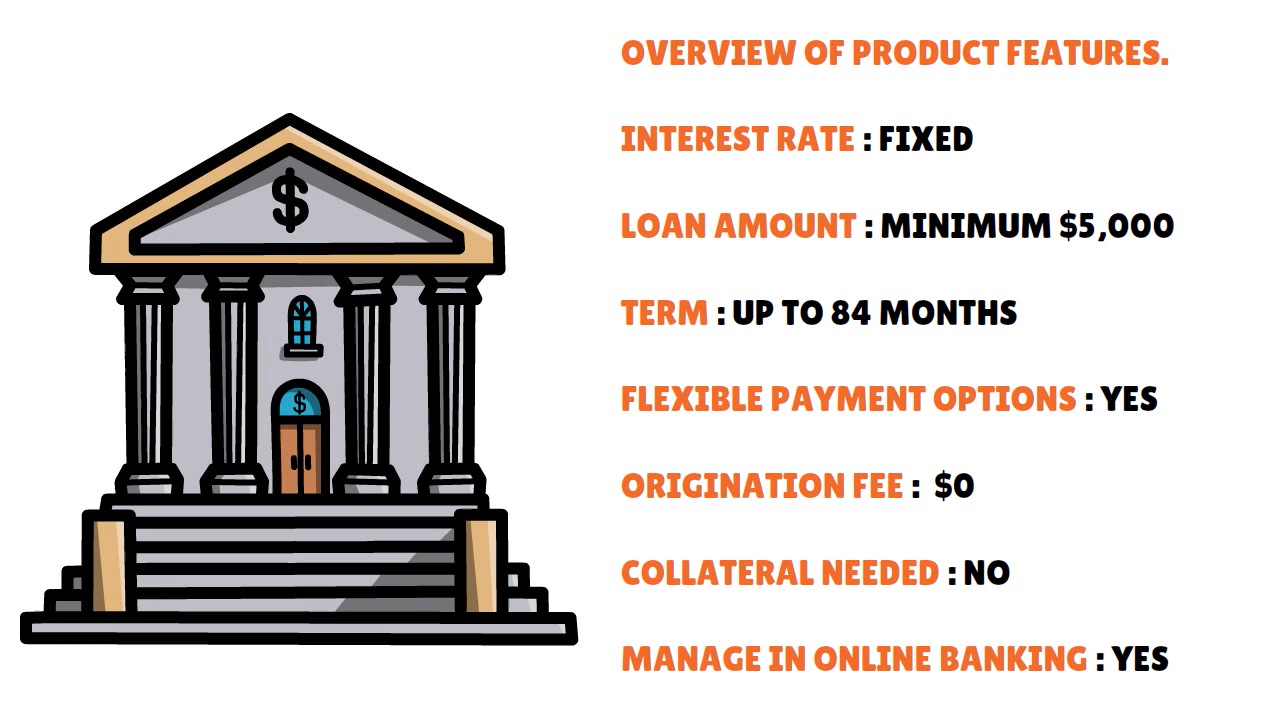 $
$
OVERVIEW OF PRODUCT FEATURES.
INTEREST RATE : FIXED
LOAN AMOUNT : MINIMUM $5,000
TERM : UP TO 84 MONTHS
FLEXIBLE PAYMENT OPTIONS : YES
ORIGINATION FEE :  $0
COLLATERAL NEEDED : NO
MANAGE IN ONLINE BANKING : YES